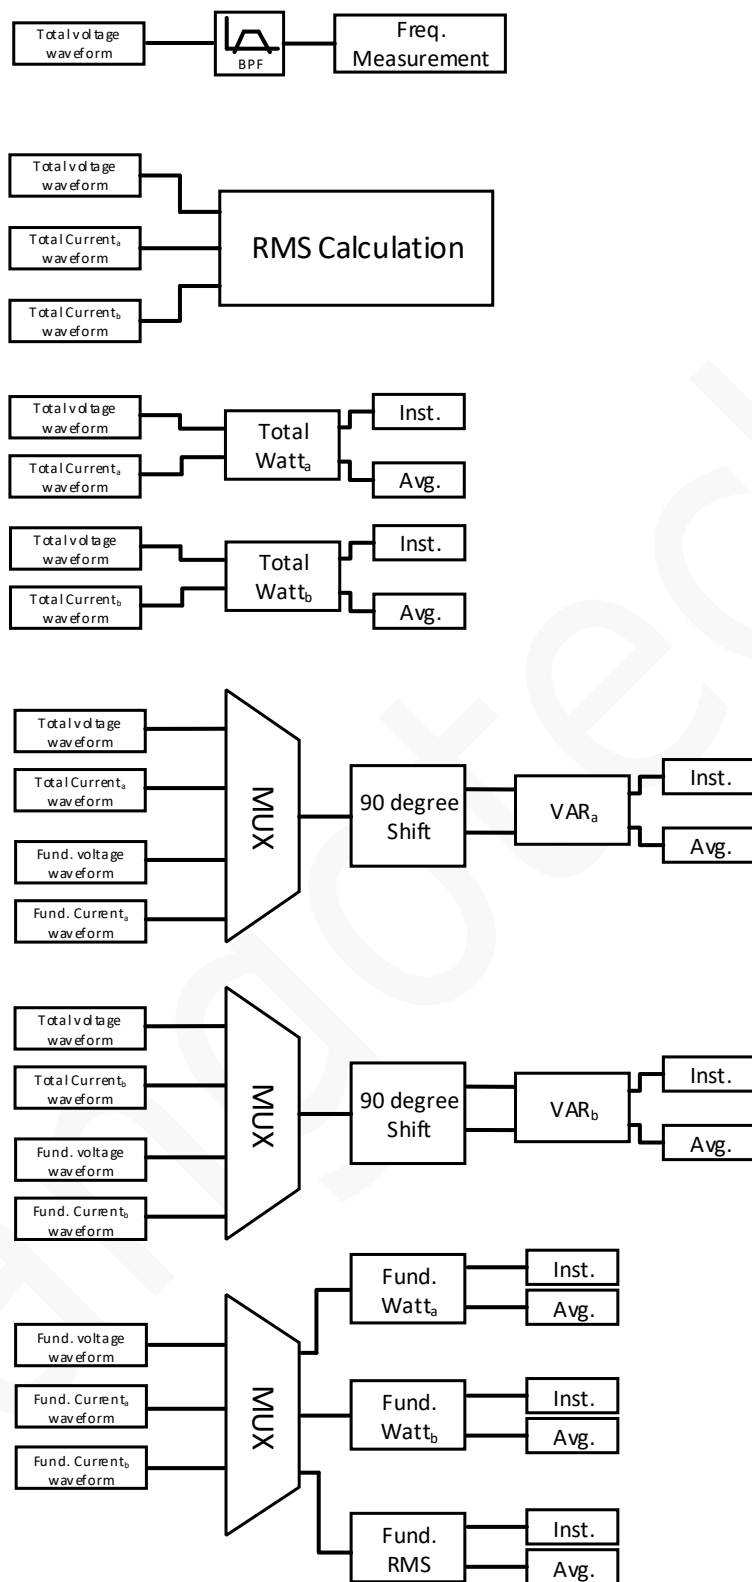 Total voltage
waveform
BPF
Freq.
Measurement
Total voltage
waveform
Total Currentₐ
waveform
Total Current_b
waveform
RMS Calculation
Total voltage
waveform
Total Currentₐ
waveform
Total
Wattₐ
Inst.
Avg.
Total voltage
waveform
Total Current_b
waveform
Total
Watt_b
Inst.
Avg.
Total voltage
waveform
Total Currentₐ
waveform
Fund. voltage
waveform
Fund. Currentₐ
waveform
MUX
90 degree
Shift
VARₐ
Inst.
Avg.
Total voltage
waveform
Total Current_b
waveform
Fund. voltage
waveform
Fund. Current_b
waveform
MUX
90 degree
Shift
VAR_b
Inst.
Avg.
Fund. voltage
waveform
Fund. Currentₐ
waveform
Fund. Current_b
waveform
MUX
Fund.
Wattₐ
Inst.
Avg.
Fund.
Watt_b
Inst.
Avg.
Fund.
RMS
Inst.
Avg.